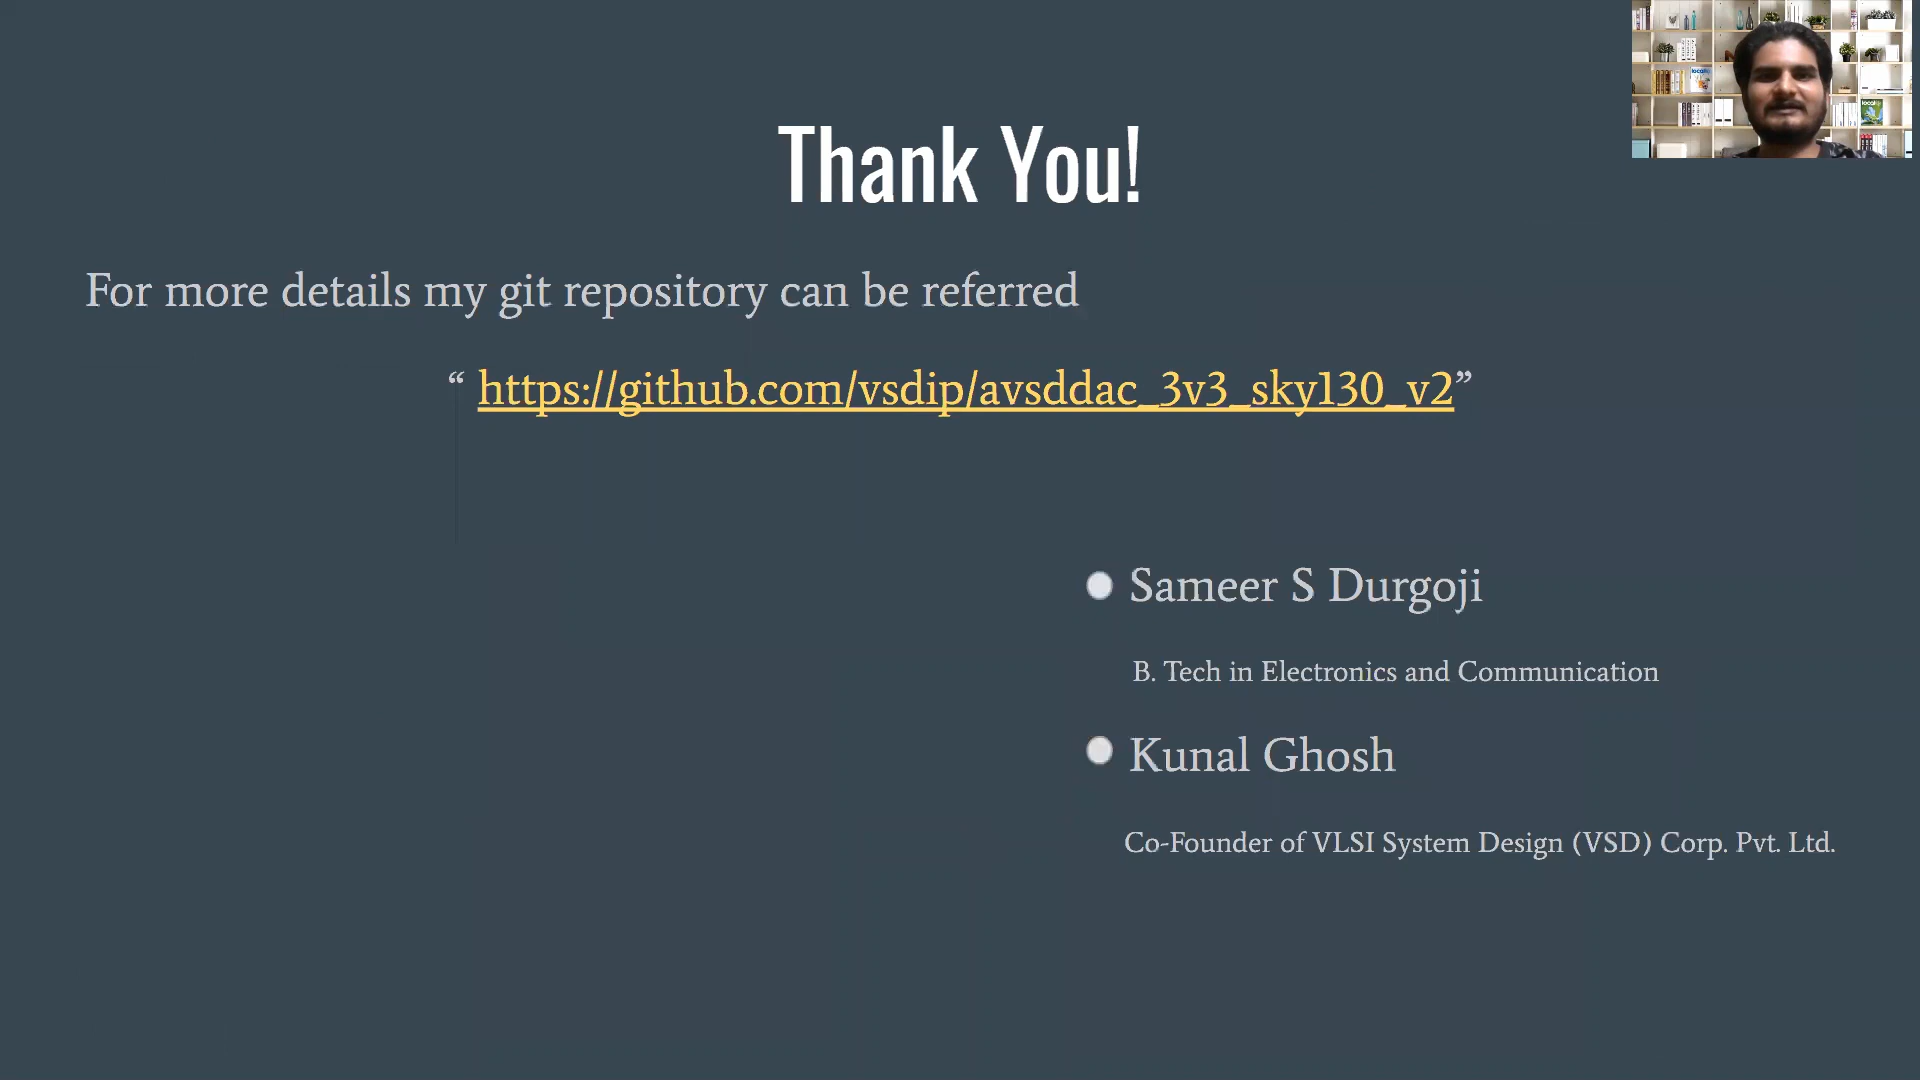 Thank You!
For more details my git repository can be referred
“ https://github.com/vsdip/avsddac_3v3_sky130_v2”
Sameer S Durgoji
B. Tech in Electronics and Communication
Kunal Ghosh
Co-Founder of VLSI System Design (VSD) Corp. Pvt. Ltd.